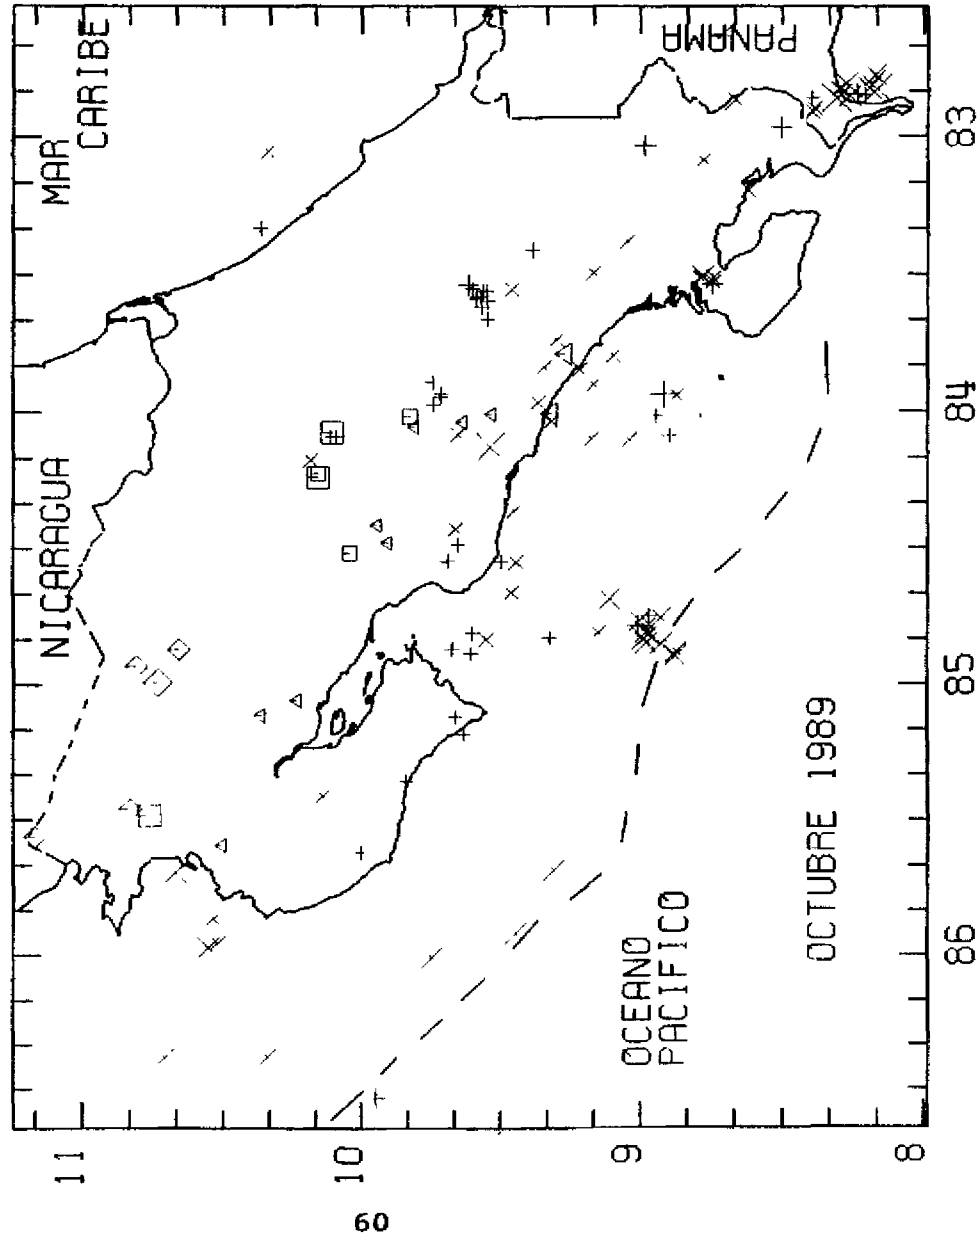 MAR
CARIBE
NICARAGUA
PANAMA
OCEANO
PACIFICO
OCTUBRE 1989
11
10
9
8
86
85
84
83
60